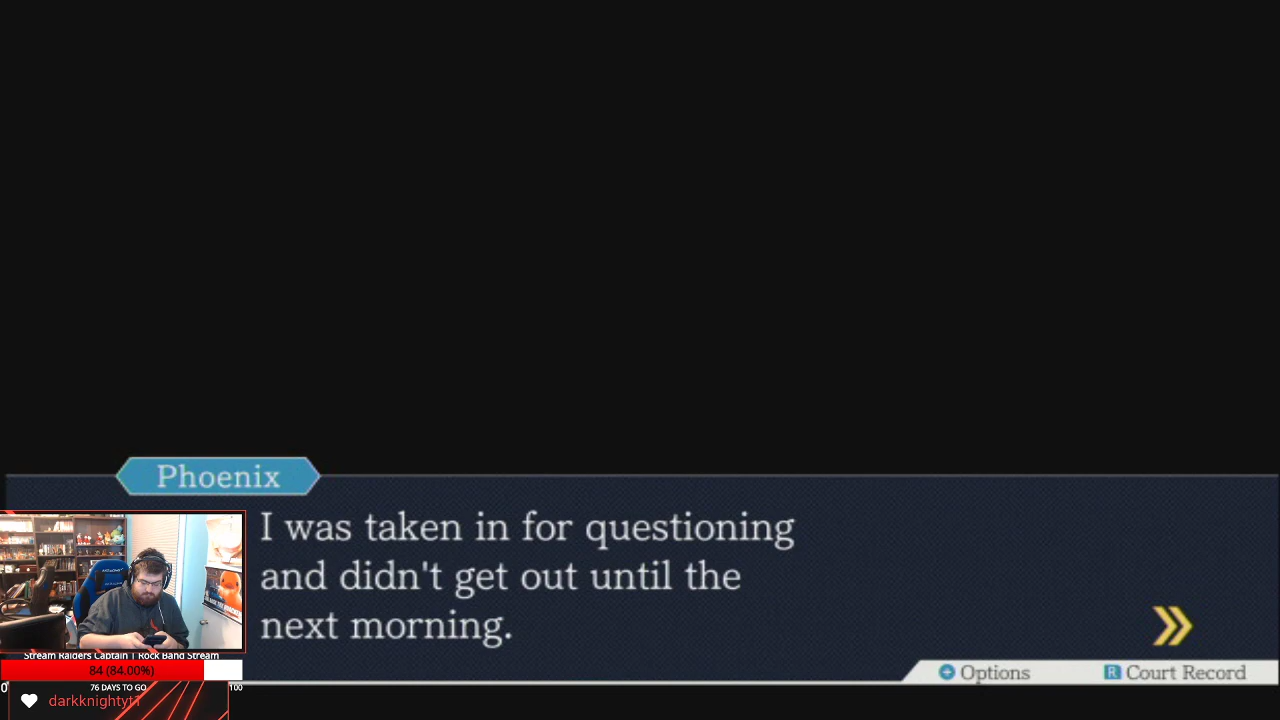 Phoenix
I was taken in for questioning
and didn't get out until the
next morning.
Options
R Court Record
Stream Raiders Captain | Rock Band Stream
84 (84.00%)
0 76 DAYS TO GO 100
darkknightyt1